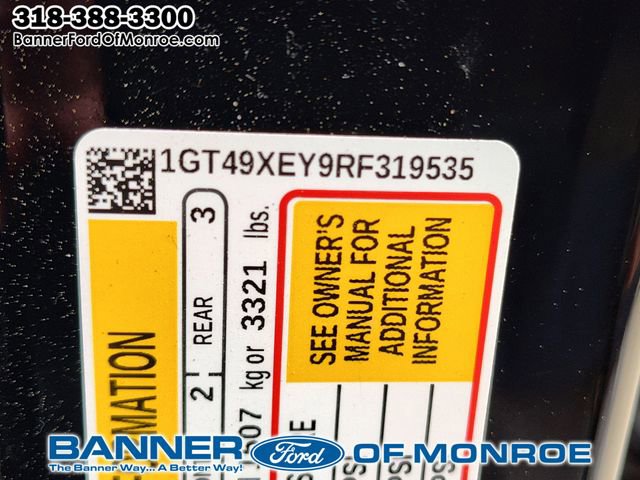 318-388-3300
BannerFordOfMonroe.com
1GT49XEY9RF319535
2 REAR 3
507 kg or 3321 lbs.
SEE OWNER'S
MANUAL FOR
ADDITIONAL
INFORMATION
BANNER Ford OF MONROE
The Banner Way... A Better Way!